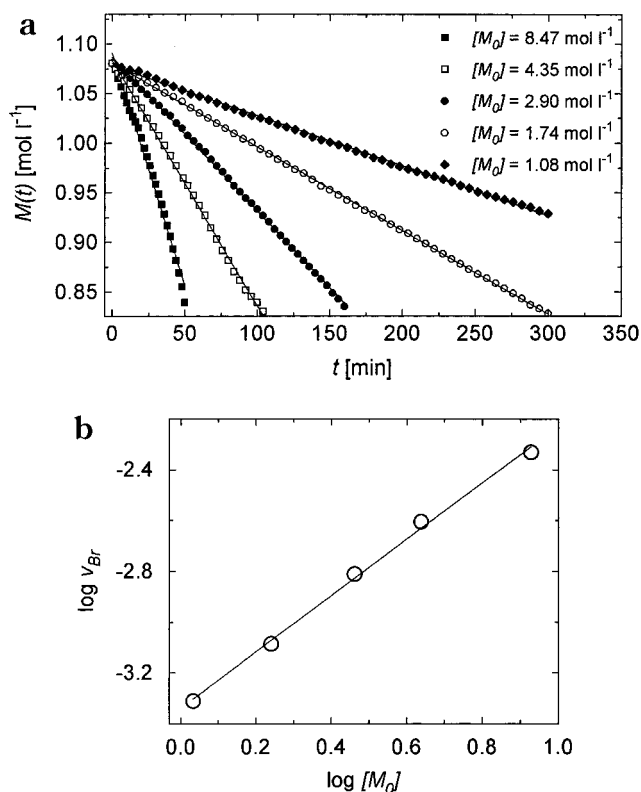 a
1.10
1.05
1.00
0.95
0.90
0.85
M(t) [mol l⁻¹]
[M₀] = 8.47 mol l⁻¹
[M₀] = 4.35 mol l⁻¹
[M₀] = 2.90 mol l⁻¹
[M₀] = 1.74 mol l⁻¹
[M₀] = 1.08 mol l⁻¹
0 50 100 150 200 250 300 350
t [min]
b
-2.4
-2.8
-3.2
log v_Br
0.0 0.2 0.4 0.6 0.8 1.0
log [M₀]